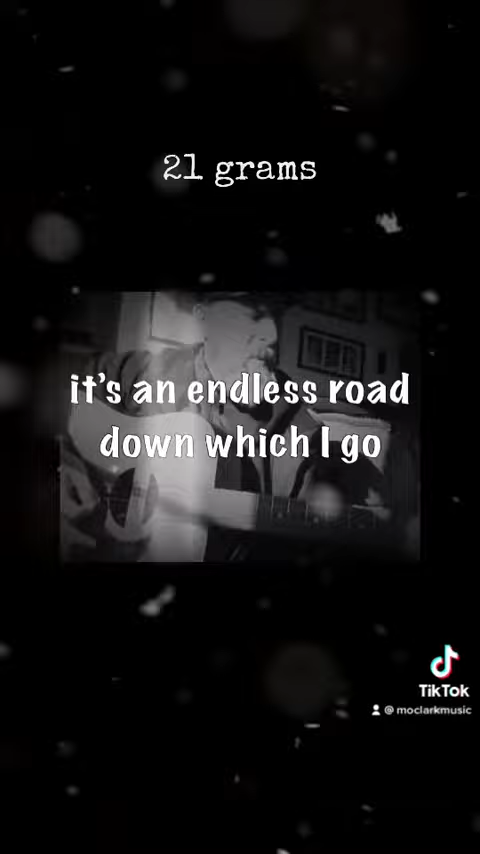 21 grams
it's an endless road
down which I go
TikTok
@ moclarkmusic